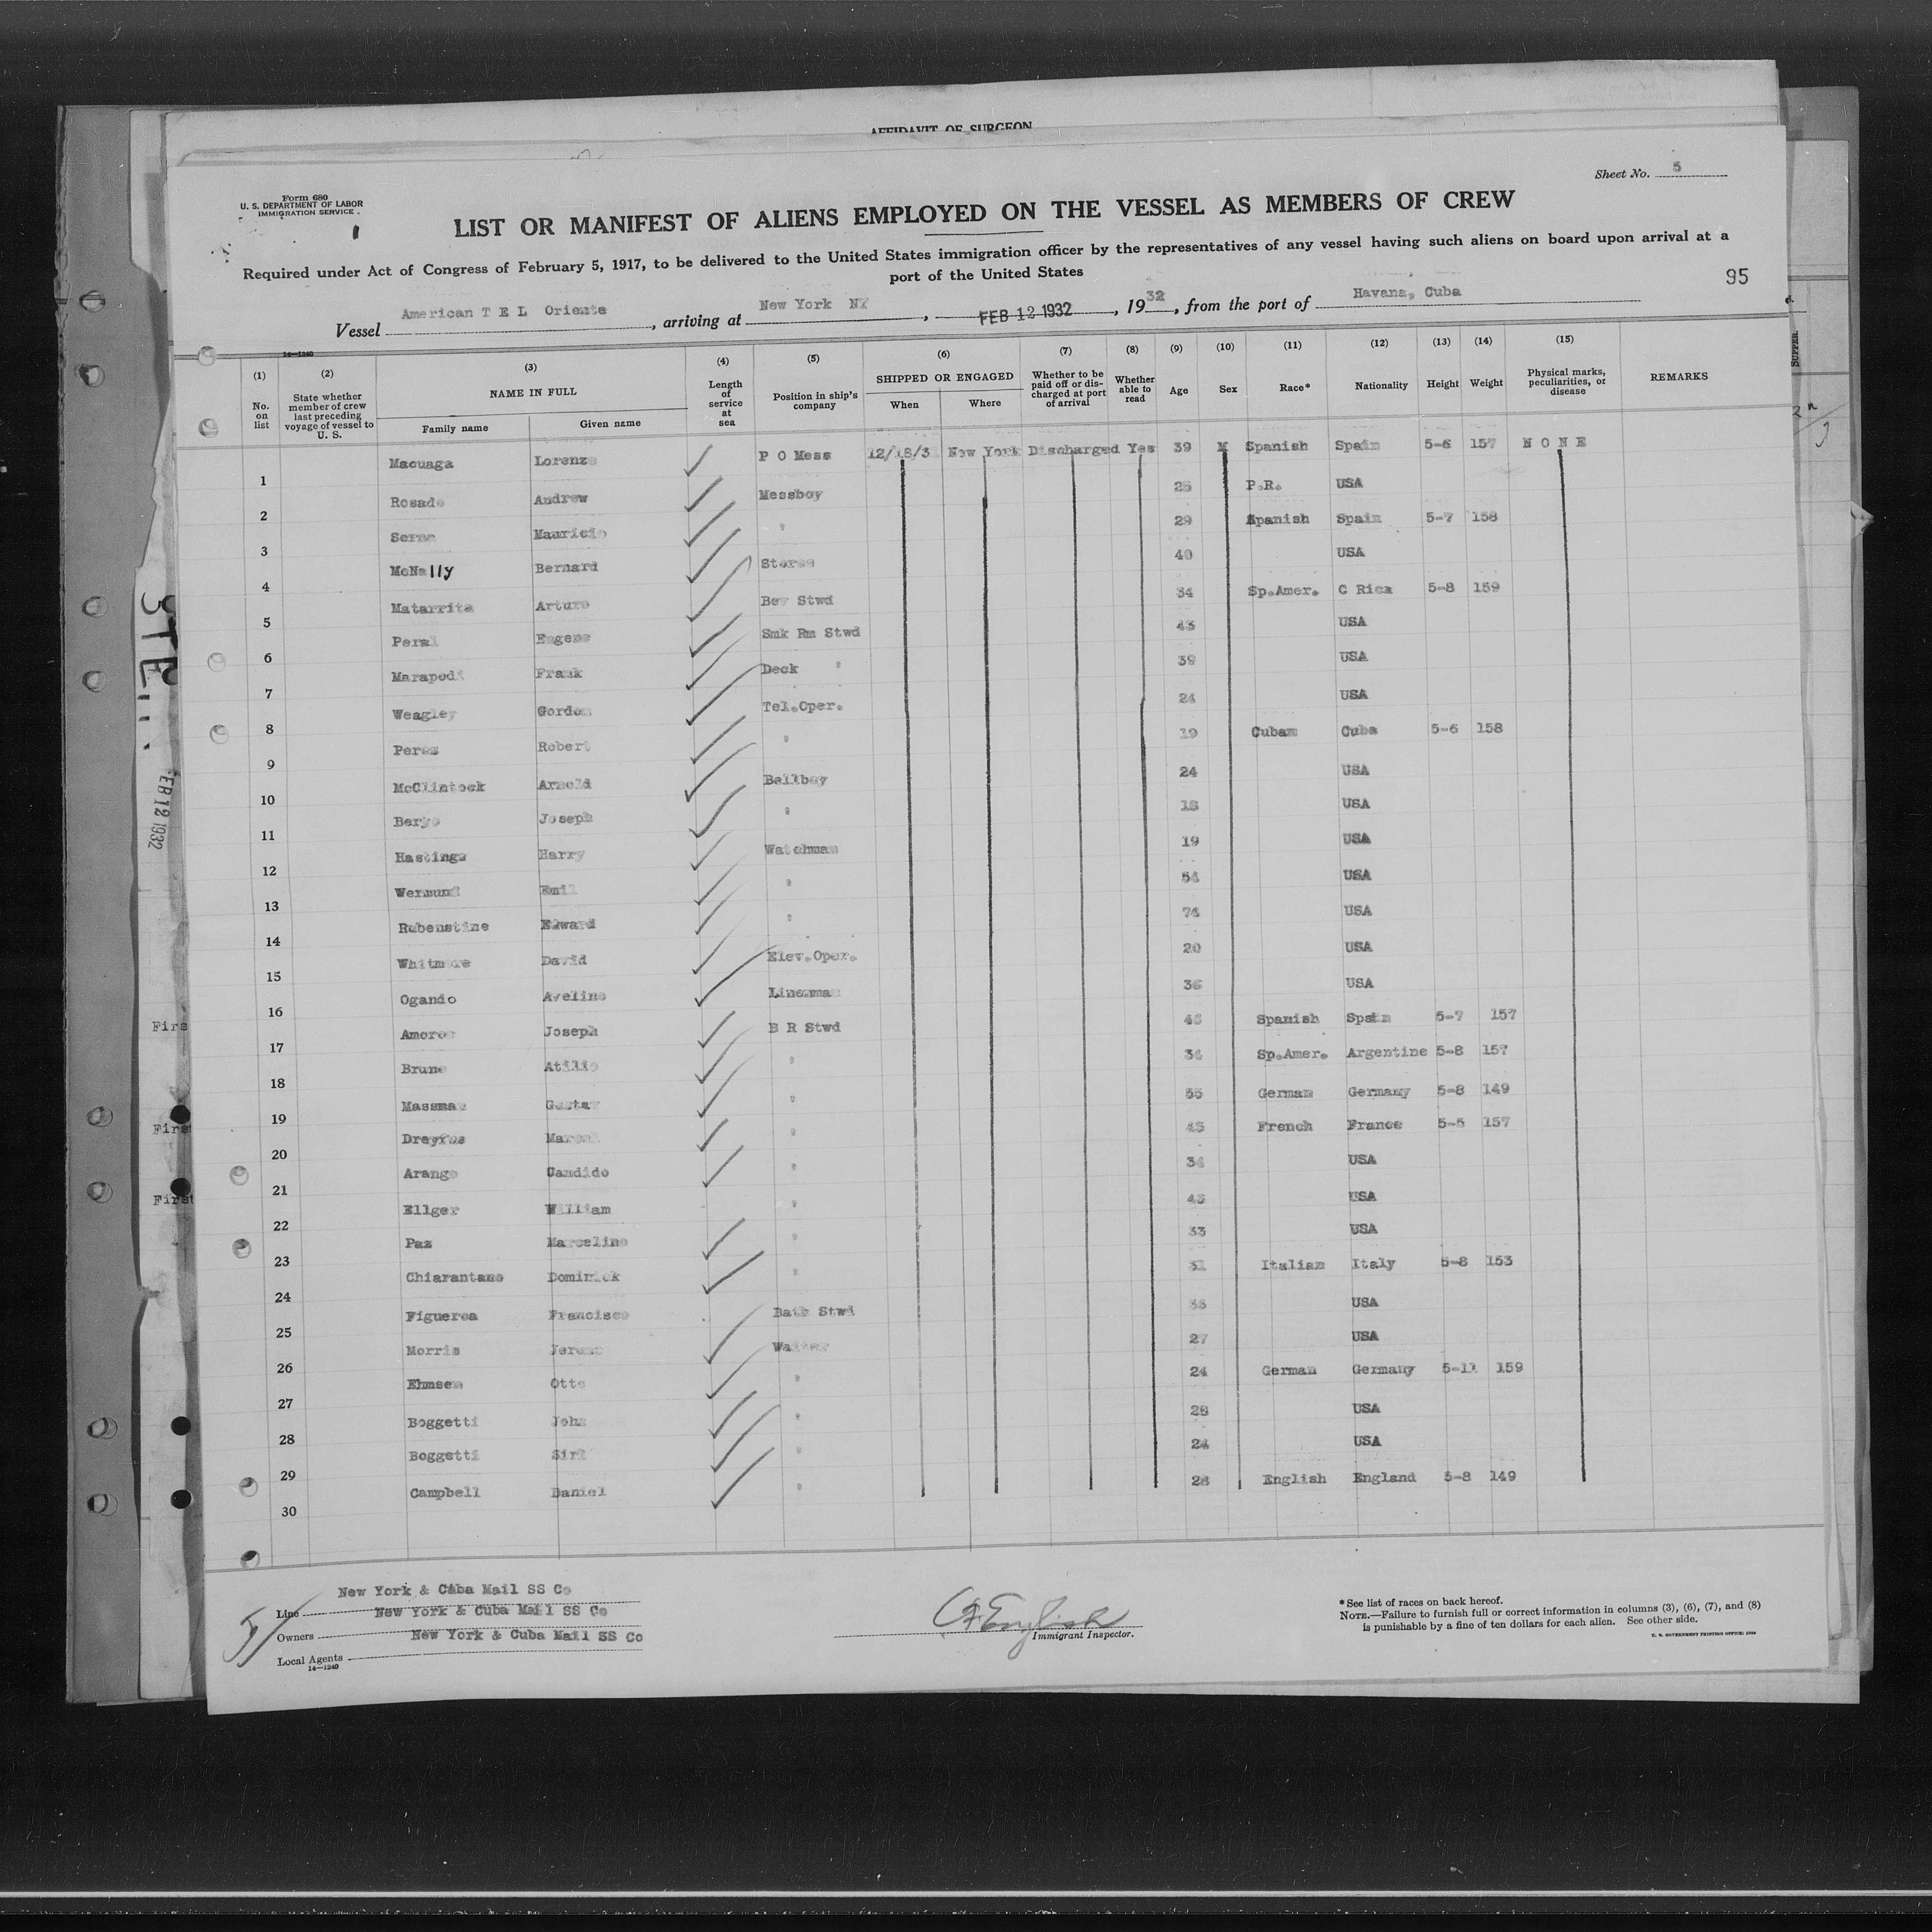 AFFIDAVIT OF SURGEON
Sheet No. 5
Form 680
U. S. DEPARTMENT OF LABOR
IMMIGRATION SERVICE
LIST OR MANIFEST OF ALIENS EMPLOYED ON THE VESSEL AS MEMBERS OF CREW
Required under Act of Congress of February 5, 1917, to be delivered to the United States immigration officer by the representatives of any vessel having such aliens on board upon arrival at a
port of the United States
95
Vessel American T E L Oriente, arriving at New York NY, FEB 12 1932, 1932, from the port of Havana, Cuba
14—1240
(1) (2) (3) (4) (5) (6) (7) (8) (9) (10) (11) (12) (13) (14) (15)
No. on list State whether member of crew last preceding voyage of vessel to U. S. NAME IN FULL Length of service at sea Position in ship's company SHIPPED OR ENGAGED Whether to be paid off or discharged at port of arrival Whether able to read Age Sex Race* Nationality Height Weight Physical marks, peculiarities, or disease REMARKS
Family name Given name When Where
1 Macuaga Lorenzo P O Mess 12/18/3 New York Discharged Yes 39 M Spanish Spain 5-6 157 N O N E
2 Rosado Andrew Messboy 25 P.R. USA
3 Mauricio " 29 Spanish Spain 5-7 158
4 McNally Bernard Stores 40 USA
5 Matarrita Arturo Stwd 34 Sp.Amer. C Rica 5-8 159
6 Peral Eugene Smk Rm Stwd 43 USA
7 Marapodi Frank Deck " 39 USA
8 Weagley Gordon Tel.Oper. 24 USA
9 Perez Robert " 19 Cuban Cuba 5-6 158
10 McClintock Arnold Bellboy 24 USA
11 Joseph " 18 USA
12 Hastings Harry Watchman 19 USA
13 Wermund Emil " 54 USA
14 Rubenstine Edward " 74 USA
15 Whitmore David Elev.Oper. 20 USA
16 Ogando Avelino Linenman 36 USA
17 Amoros Joseph B R Stwd 46 Spanish Spain 5-7 157
18 Bruno Atilio " 34 Sp.Amer. Argentine 5-8 157
19 Massman Gustav " 55 German Germany 5-8 149
20 Dreyfus Marcel " 45 French France 5-5 157
21 Arango Candido " 34 USA
22 Ellger William " 43 USA
23 Paz Marcelino " 33 USA
24 Chiarantano Dominick " 31 Italian Italy 5-8 153
25 Figueroa Francisco Bath Stwd 33 USA
26 Morris Jerome Waiter 27 USA
27 Ehmsen Otto " 24 German Germany 5-11 159
28 Boggetti John " 28 USA
29 Boggetti " 24 USA
30 Campbell Daniel " 28 English England 5-8 149
Line New York & Cuba Mail SS Co
Owners New York & Cuba Mail SS Co
Local Agents New York & Cuba Mail SS Co
14—1240
English
Immigrant Inspector.
*See list of races on back hereof.
NOTE.—Failure to furnish full or correct information in columns (3), (6), (7), and (8)
is punishable by a fine of ten dollars for each alien. See other side.
FEB 12 1932
First
First
First
SUPPER.